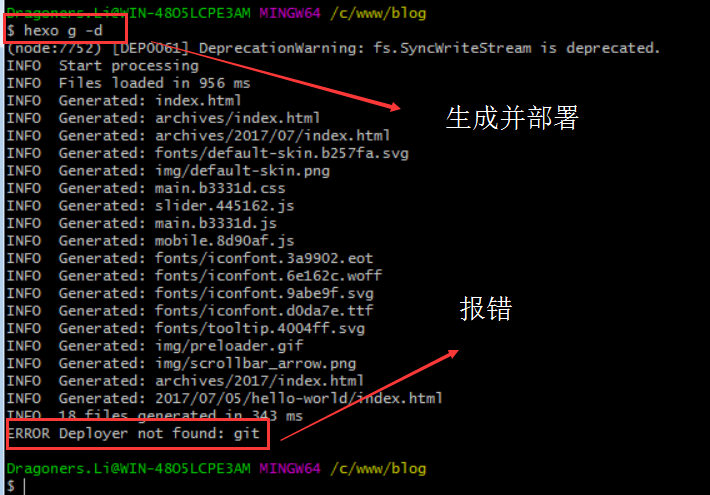 Dragoners.Li@WIN-48O5LCPE3AM MINGW64 /c/www/blog
$ hexo g -d
(node:7752) [DEP0061] DeprecationWarning: fs.SyncWriteStream is deprecated.
INFO  Start processing
INFO  Files loaded in 956 ms
INFO  Generated: index.html
INFO  Generated: archives/index.html
生成并部署
INFO  Generated: archives/2017/07/index.html
INFO  Generated: fonts/default-skin.b257fa.svg
INFO  Generated: img/default-skin.png
INFO  Generated: main.b3331d.css
INFO  Generated: slider.445162.js
INFO  Generated: main.b3331d.js
INFO  Generated: mobile.8d90af.js
INFO  Generated: fonts/iconfont.3a9902.eot
INFO  Generated: fonts/iconfont.6e162c.woff
INFO  Generated: fonts/iconfont.9abe9f.svg
INFO  Generated: fonts/iconfont.d0da7e.ttf
报错
INFO  Generated: fonts/tooltip.4004ff.svg
INFO  Generated: img/preloader.gif
INFO  Generated: img/scrollbar_arrow.png
INFO  Generated: archives/2017/index.html
INFO  Generated: 2017/07/05/hello-world/index.html
INFO  18 files generated in 343 ms
ERROR Deployer not found: git
Dragoners.Li@WIN-48O5LCPE3AM MINGW64 /c/www/blog
$